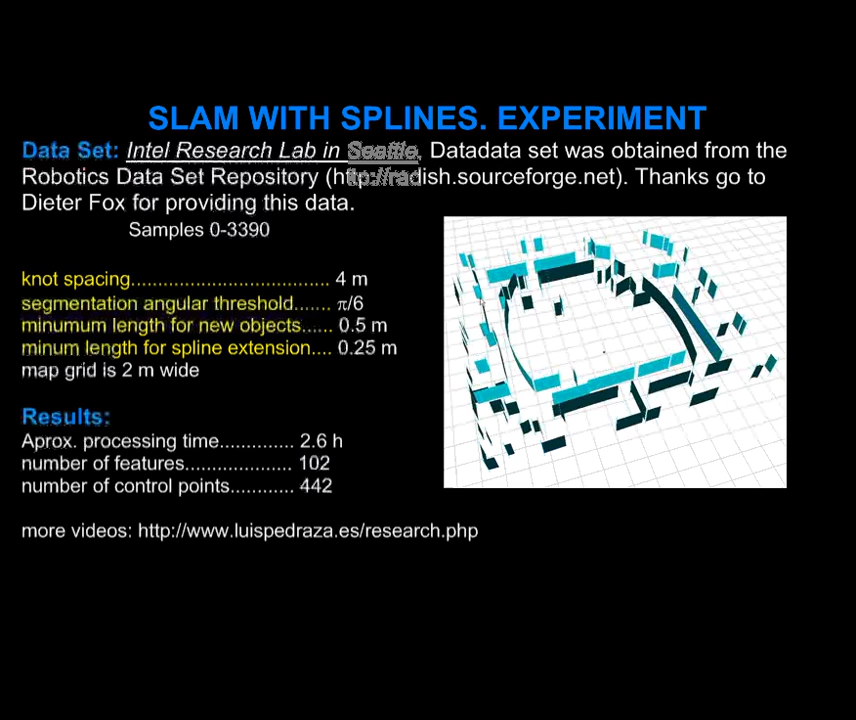 SLAM WITH SPLINES. EXPERIMENT
Data Set: Intel Research Lab in Seattle. Datadata set was obtained from the
Robotics Data Set Repository (http://radish.sourceforge.net). Thanks go to
Dieter Fox for providing this data.
Samples 0-3390
knot spacing..................................... 4 m
segmentation angular threshold....... π/6
minumum length for new objects...... 0.5 m
minum length for spline extension.... 0.25 m
map grid is 2 m wide
Results:
Aprox. processing time.............. 2.6 h
number of features.................... 102
number of control points............ 442
more videos: http://www.luispedraza.es/research.php